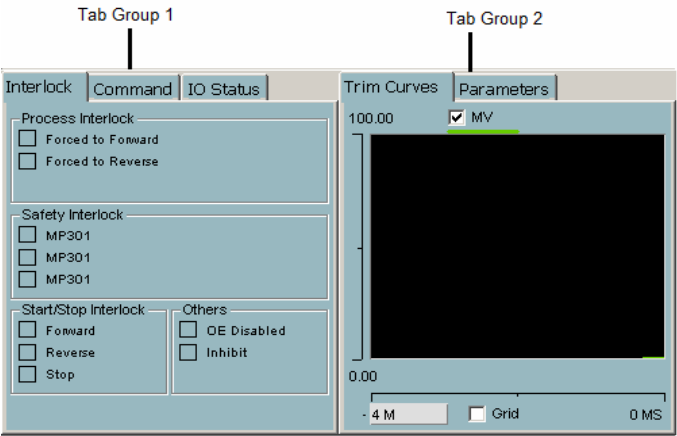 Tab Group 1
Tab Group 2
Interlock
Command
IO Status
Process Interlock
Forced to Forward
Forced to Reverse
Safety Interlock
MP301
MP301
MP301
Start/Stop Interlock
Forward
Reverse
Stop
Others
OE Disabled
Inhibit
Trim Curves
Parameters
100.00
MV
0.00
- 4 M
Grid
0 MS